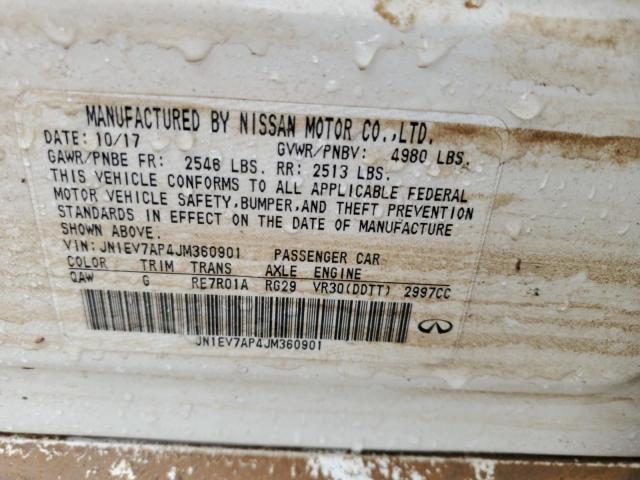 MANUFACTURED BY NISSAN MOTOR CO.,LTD.
DATE: 10/17 GVWR/PNBV: 4980 LBS.
GAWR/PNBE FR: 2546 LBS. RR: 2513 LBS.
THIS VEHICLE CONFORMS TO ALL APPLICABLE FEDERAL
MOTOR VEHICLE SAFETY, BUMPER, AND THEFT PREVENTION
STANDARDS IN EFFECT ON THE DATE OF MANUFACTURE
SHOWN ABOVE.
VIN: JN1EV7AP4JM360901 PASSENGER CAR
COLOR TRIM TRANS AXLE ENGINE
QAW G RE7R01A RG29 VR30(DDTT) 2997CC
JN1EV7AP4JM360901